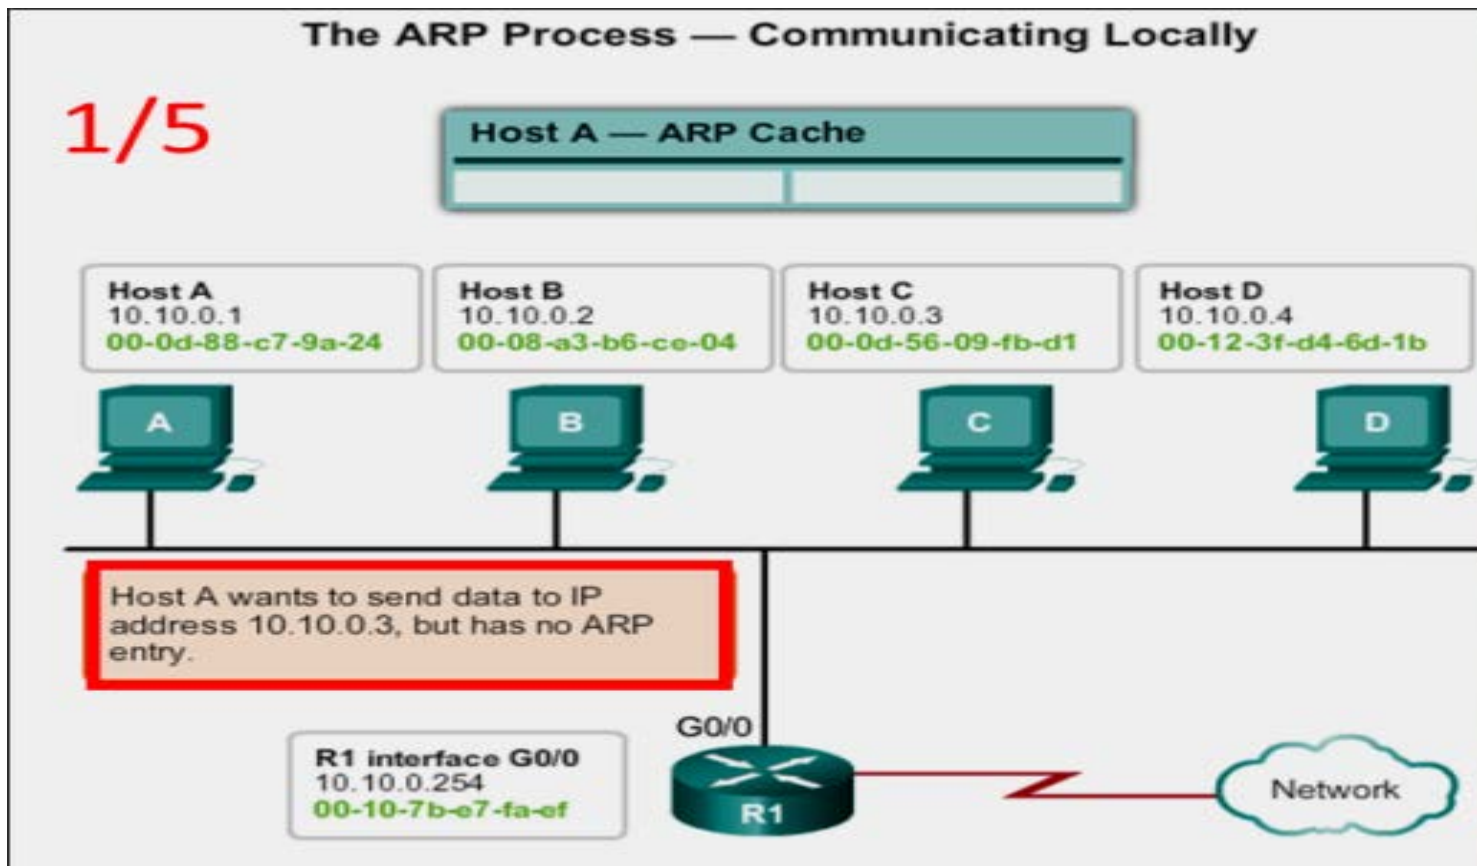 The ARP Process — Communicating Locally
1/5
Host A — ARP Cache
Host A
10.10.0.1
00-0d-88-c7-9a-24
Host B
10.10.0.2
00-08-a3-b6-ce-04
Host C
10.10.0.3
00-0d-56-09-fb-d1
Host D
10.10.0.4
00-12-3f-d4-6d-1b
A
B
C
D
Host A wants to send data to IP
address 10.10.0.3, but has no ARP
entry.
G0/0
R1 interface G0/0
10.10.0.254
00-10-7b-e7-fa-ef
R1
Network